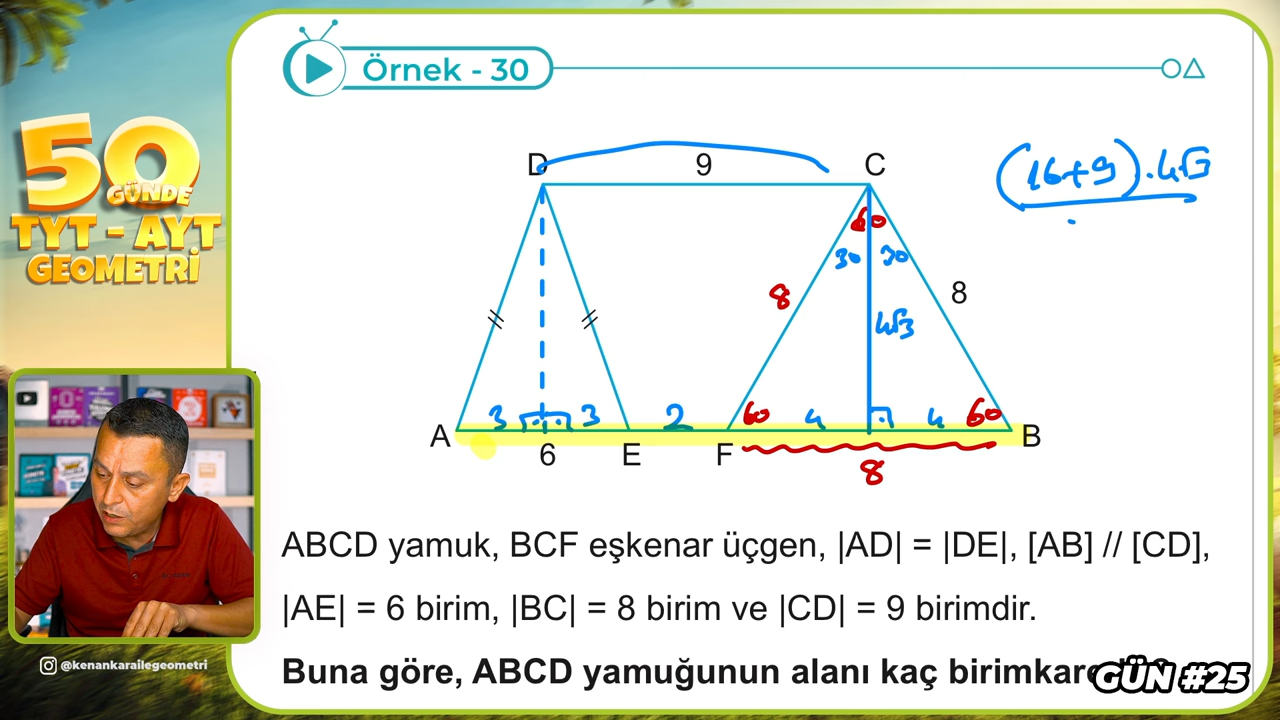 Örnek - 30
50
GÜNDE
TYT - AYT
GEOMETRİ
D
9
C
(16+9).4√3
60
30
30
8
8
4√3
3
3
2
60
4
4
60
A
6
E
F
8
B
ABCD yamuk, BCF eşkenar üçgen, |AD| = |DE|, [AB] // [CD],
|AE| = 6 birim, |BC| = 8 birim ve |CD| = 9 birimdir.
Buna göre, ABCD yamuğunun alanı kaç birimkare
GÜN #25
@kenankarailegeometri